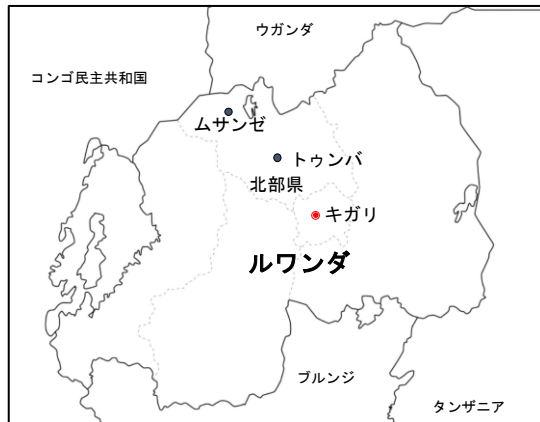 ウガンダ
コンゴ民主共和国
ムサンゼ
トゥンバ
北部県
キガリ
ルワンダ
ブルンジ
タンザニア